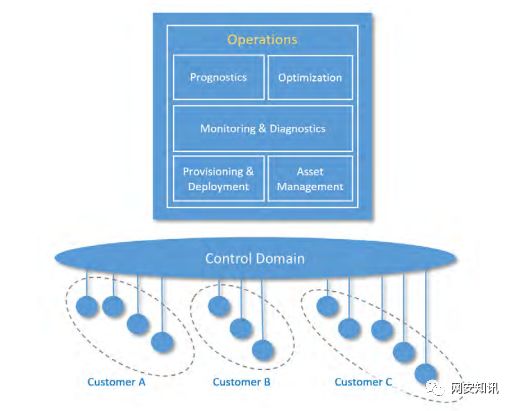 Operations
Prognostics
Optimization
Monitoring & Diagnostics
Provisioning &
Deployment
Asset
Management
Control Domain
Customer A
Customer B
Customer C
网安知讯